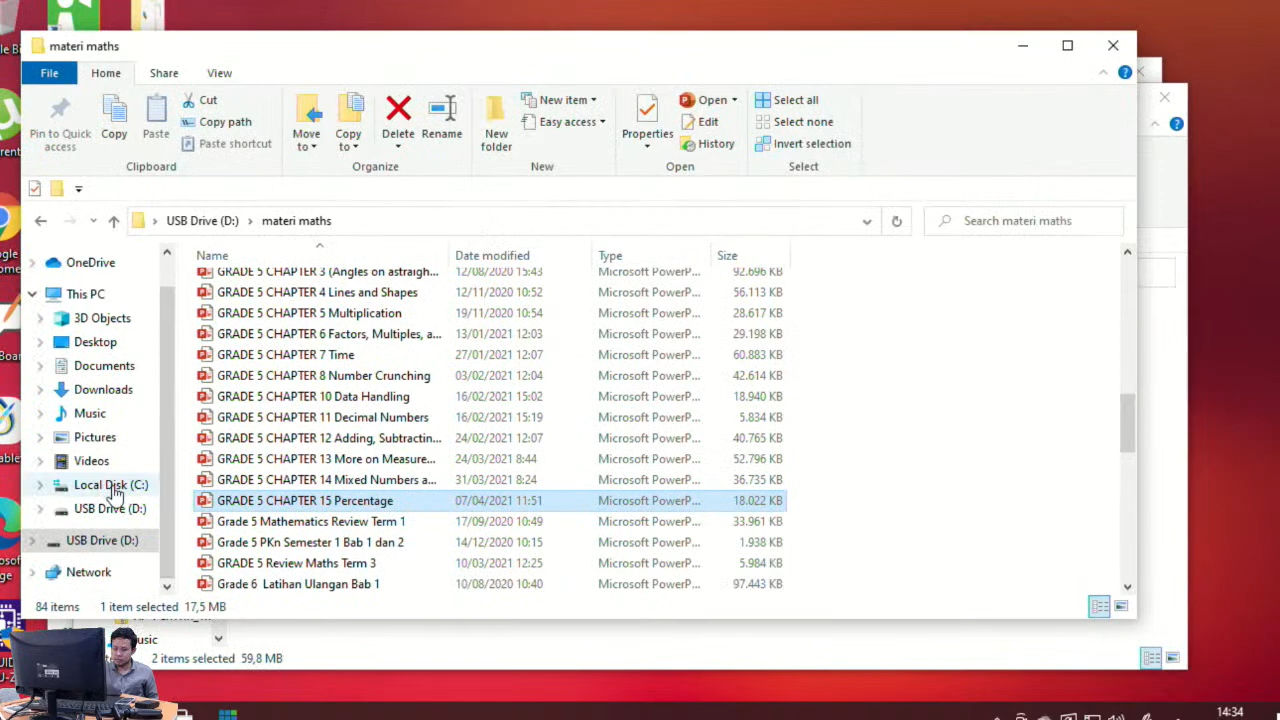 materi maths
File Home Share View
Pin to Quick access
Copy
Paste
Cut
Copy path
Paste shortcut
Clipboard
Move to
Copy to
Delete
Rename
Organize
New folder
New item
Easy access
New
Properties
Open
Edit
History
Open
Select all
Select none
Invert selection
Select
USB Drive (D:) › materi maths
Search materi maths
OneDrive
This PC
3D Objects
Desktop
Documents
Downloads
Music
Pictures
Videos
Local Disk (C:)
USB Drive (D:)
USB Drive (D:)
Network
Name Date modified Type Size
GRADE 5 CHAPTER 3 (Angles on astraigh... 12/08/2020 15:43 Microsoft PowerP... 92.696 KB
GRADE 5 CHAPTER 4 Lines and Shapes 12/11/2020 10:52 Microsoft PowerP... 56.113 KB
GRADE 5 CHAPTER 5 Multiplication 19/11/2020 10:54 Microsoft PowerP... 28.617 KB
GRADE 5 CHAPTER 6 Factors, Multiples, a... 13/01/2021 12:03 Microsoft PowerP... 29.198 KB
GRADE 5 CHAPTER 7 Time 27/01/2021 12:07 Microsoft PowerP... 60.883 KB
GRADE 5 CHAPTER 8 Number Crunching 03/02/2021 12:04 Microsoft PowerP... 42.614 KB
GRADE 5 CHAPTER 10 Data Handling 16/02/2021 15:02 Microsoft PowerP... 18.940 KB
GRADE 5 CHAPTER 11 Decimal Numbers 16/02/2021 15:19 Microsoft PowerP... 5.834 KB
GRADE 5 CHAPTER 12 Adding, Subtractin... 24/02/2021 12:07 Microsoft PowerP... 40.765 KB
GRADE 5 CHAPTER 13 More on Measure... 24/03/2021 8:44 Microsoft PowerP... 52.796 KB
GRADE 5 CHAPTER 14 Mixed Numbers a... 31/03/2021 8:24 Microsoft PowerP... 36.735 KB
GRADE 5 CHAPTER 15 Percentage 07/04/2021 11:51 Microsoft PowerP... 18.022 KB
Grade 5 Mathematics Review Term 1 17/09/2020 10:49 Microsoft PowerP... 33.961 KB
Grade 5 PKn Semester 1 Bab 1 dan 2 14/12/2020 10:15 Microsoft PowerP... 1.938 KB
GRADE 5 Review Maths Term 3 10/03/2021 12:25 Microsoft PowerP... 5.984 KB
Grade 6 Latihan Ulangan Bab 1 10/08/2020 10:40 Microsoft PowerP... 97.443 KB
84 items 1 item selected 17,5 MB
2 items selected 59,8 MB
14:34